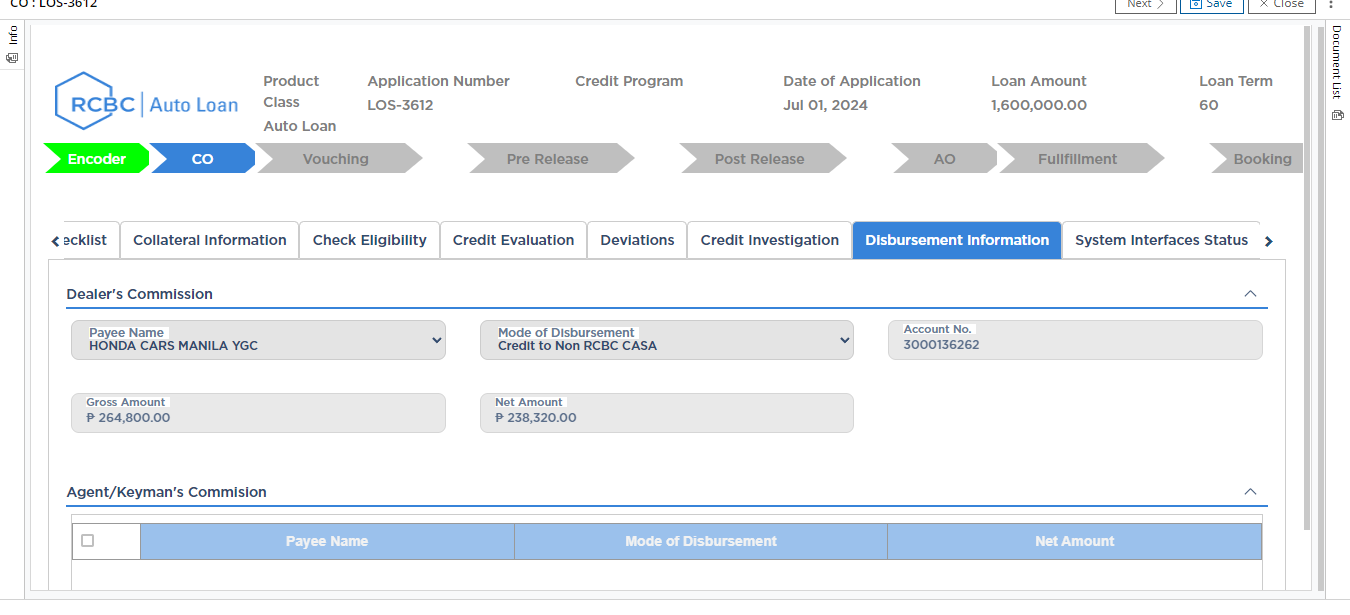 CO : LOS-3612
Next
Save
Close
Info
Document List
RCBC Auto Loan
Product Class
Auto Loan
Application Number
LOS-3612
Credit Program
Date of Application
Jul 01, 2024
Loan Amount
1,600,000.00
Loan Term
60
Encoder
CO
Vouching
Pre Release
Post Release
AO
Fullfillment
Booking
ecklist
Collateral Information
Check Eligibility
Credit Evaluation
Deviations
Credit Investigation
Disbursement Information
System Interfaces Status
Dealer's Commission
Payee Name
HONDA CARS MANILA YGC
Mode of Disbursement
Credit to Non RCBC CASA
Account No.
3000136262
Gross Amount
₱ 264,800.00
Net Amount
₱ 238,320.00
Agent/Keyman's Commision
Payee Name
Mode of Disbursement
Net Amount